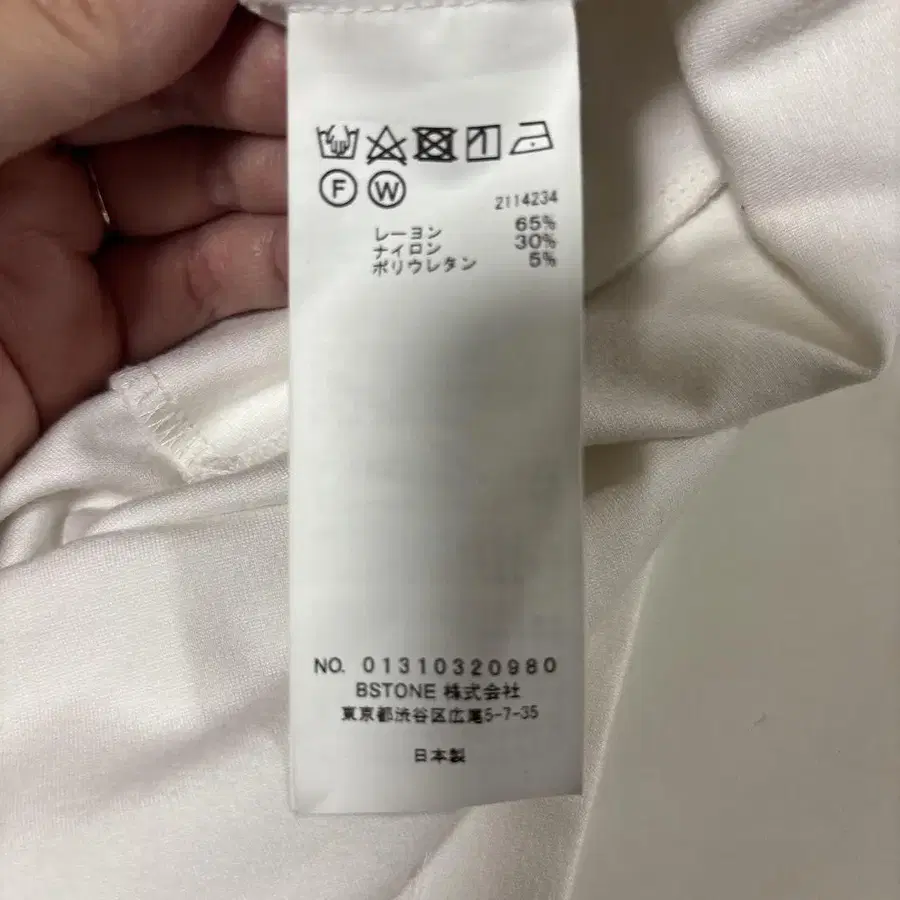 F W
2114234
レーヨン 65%
ナイロン 30%
ポリウレタン 5%
NO. 01310320980
BSTONE 株式会社
東京都渋谷区広尾5-7-35
日本製